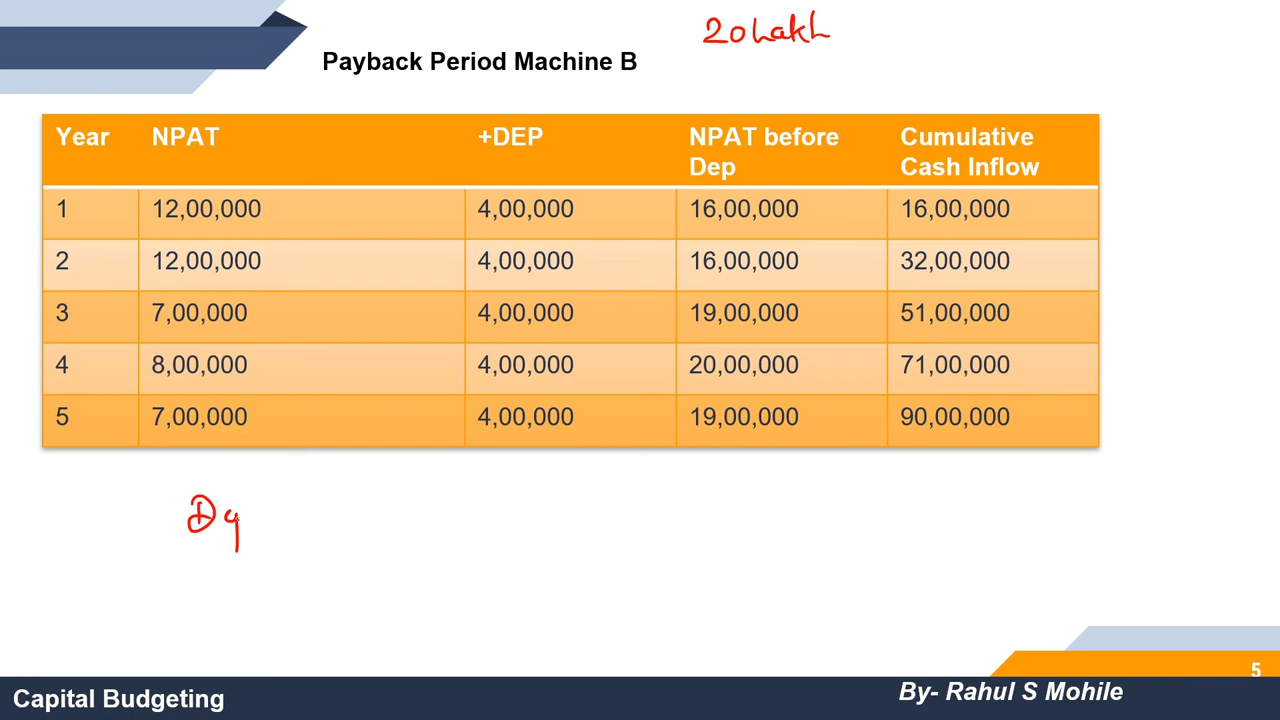 20 Lakh
Payback Period Machine B
Year NPAT +DEP NPAT before Dep Cumulative Cash Inflow
1 12,00,000 4,00,000 16,00,000 16,00,000
2 12,00,000 4,00,000 16,00,000 32,00,000
3 7,00,000 4,00,000 19,00,000 51,00,000
4 8,00,000 4,00,000 20,00,000 71,00,000
5 7,00,000 4,00,000 19,00,000 90,00,000
5
Capital Budgeting
By- Rahul S Mohile